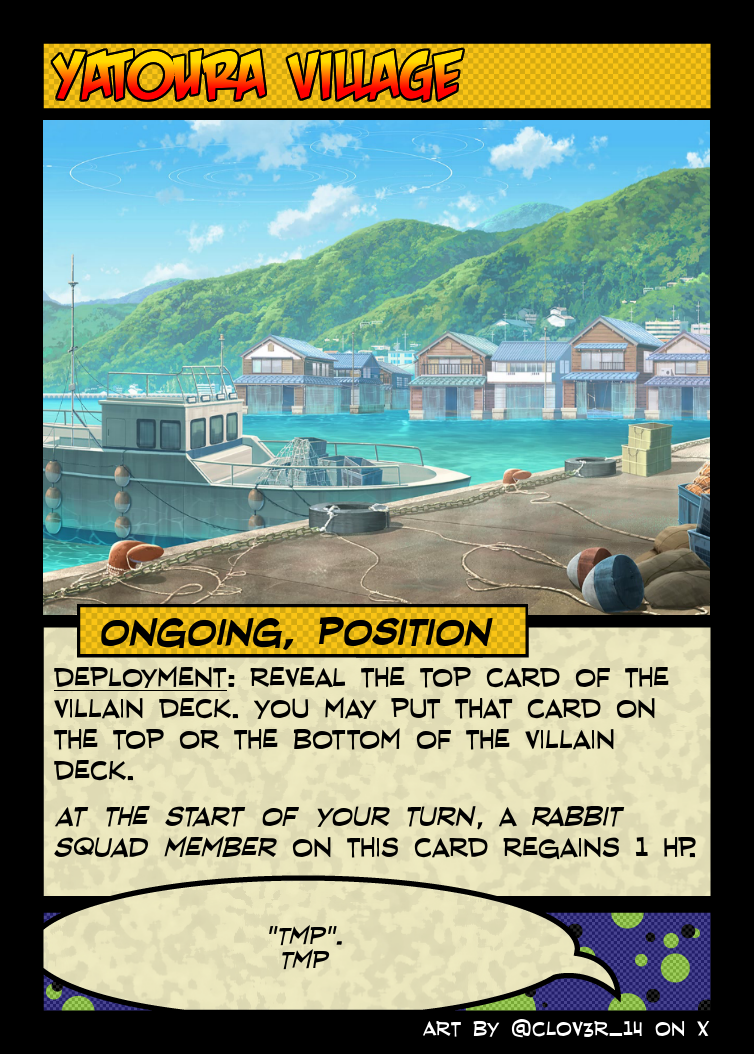 YATOURA VILLAGE
ONGOING, POSITION
DEPLOYMENT: REVEAL THE TOP CARD OF THE
VILLAIN DECK. YOU MAY PUT THAT CARD ON
THE TOP OR THE BOTTOM OF THE VILLAIN
DECK.
AT THE START OF YOUR TURN, A RABBIT
SQUAD MEMBER ON THIS CARD REGAINS 1 HP.
"TMP".
TMP
ART BY @CLOV3R_14 ON X